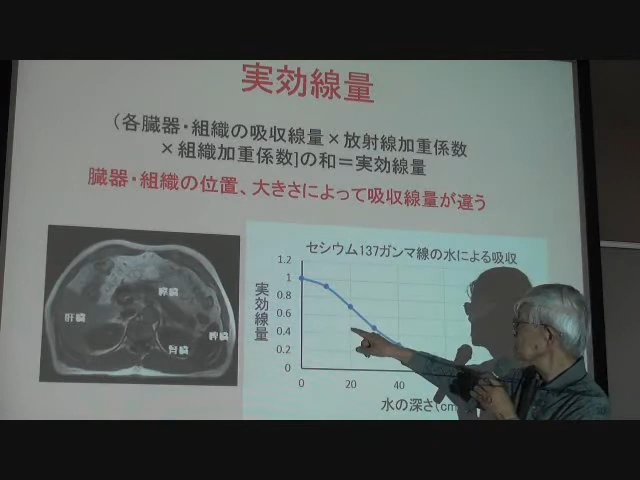 実効線量
(各臓器・組織の吸収線量×放射線加重係数
×組織加重係数]の和＝実効線量
臓器・組織の位置、大きさによって吸収線量が違う
肝臓
膵臓
腎臓
脾臓
セシウム137ガンマ線の水による吸収
実効線量
1.2
1
0.8
0.6
0.4
0.2
0
0
20
40
水の深さ(cm